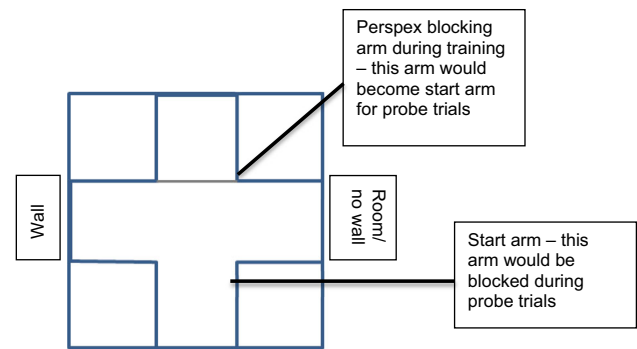 Perspex blocking
arm during training
– this arm would
become start arm
for probe trials
Wall
Room/
no wall
Start arm – this
arm would be
blocked during
probe trials